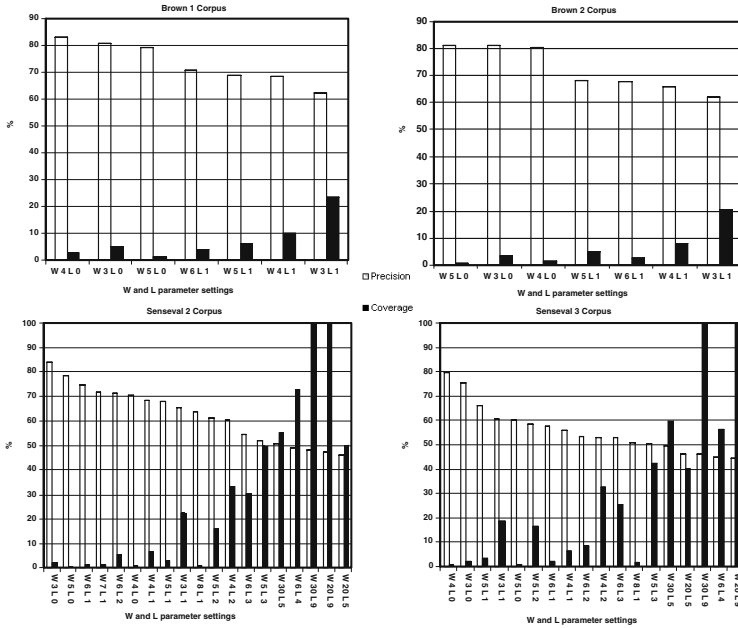 Brown 1 Corpus
90
80
70
60
50
40
30
20
10
0
%
W 4 L 0 W 3 L 0 W 5 L 0 W 6 L 1 W 5 L 1 W 4 L 1 W 3 L 1
W and L parameter settings
Brown 2 Corpus
90
80
70
60
50
40
30
20
10
0
%
W 5 L 0 W 3 L 0 W 4 L 0 W 5 L 1 W 6 L 1 W 4 L 1 W 3 L 1
W and L parameter settings
Precision
Coverage
Senseval 2 Corpus
100
90
80
70
60
50
40
30
20
10
0
%
W 3 L 0
W 5 L 0
W 6 L 1
W 7 L 1
W 6 L 2
W 4 L 0
W 4 L 1
W 5 L 1
W 3 L 1
W 8 L 1
W 5 L 2
W 4 L 2
W 6 L 3
W 5 L 3
W 30 L 5
W 6 L 4
W 30 L 9
W 20 L 9
W 20 L 5
W and L parameter settings
Senseval 3 Corpus
100
90
80
70
60
50
40
30
20
10
0
%
W 4 L 0
W 3 L 0
W 5 L 1
W 3 L 1
W 5 L 0
W 5 L 2
W 6 L 1
W 4 L 1
W 6 L 2
W 4 L 2
W 6 L 3
W 8 L 1
W 5 L 3
W 30 L 5
W 20 L 5
W 30 L 9
W 6 L 4
W 20 L 9
W and L parameter settings